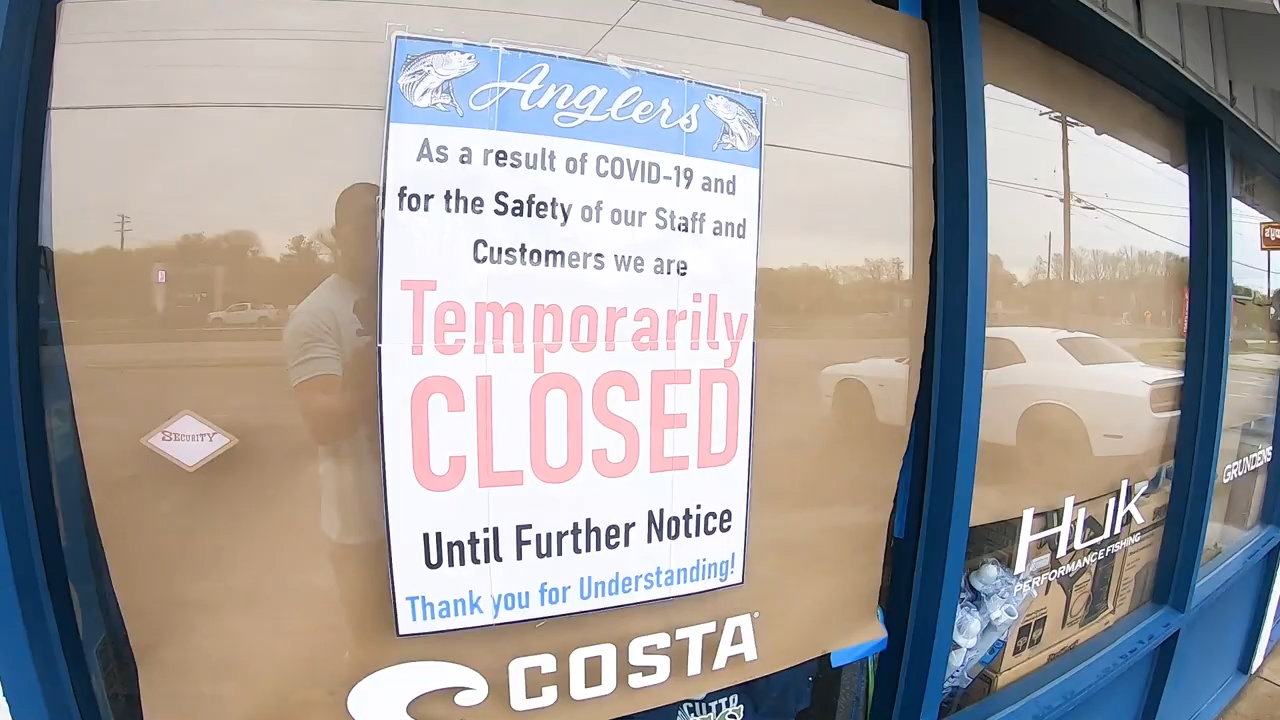 Anglers
As a result of COVID-19 and
for the Safety of our Staff and
Customers we are
Temporarily
CLOSED
Until Further Notice
Thank you for Understanding!
SECURITY
COSTA
HUK
PERFORMANCE FISHING
GRUNDÉNS